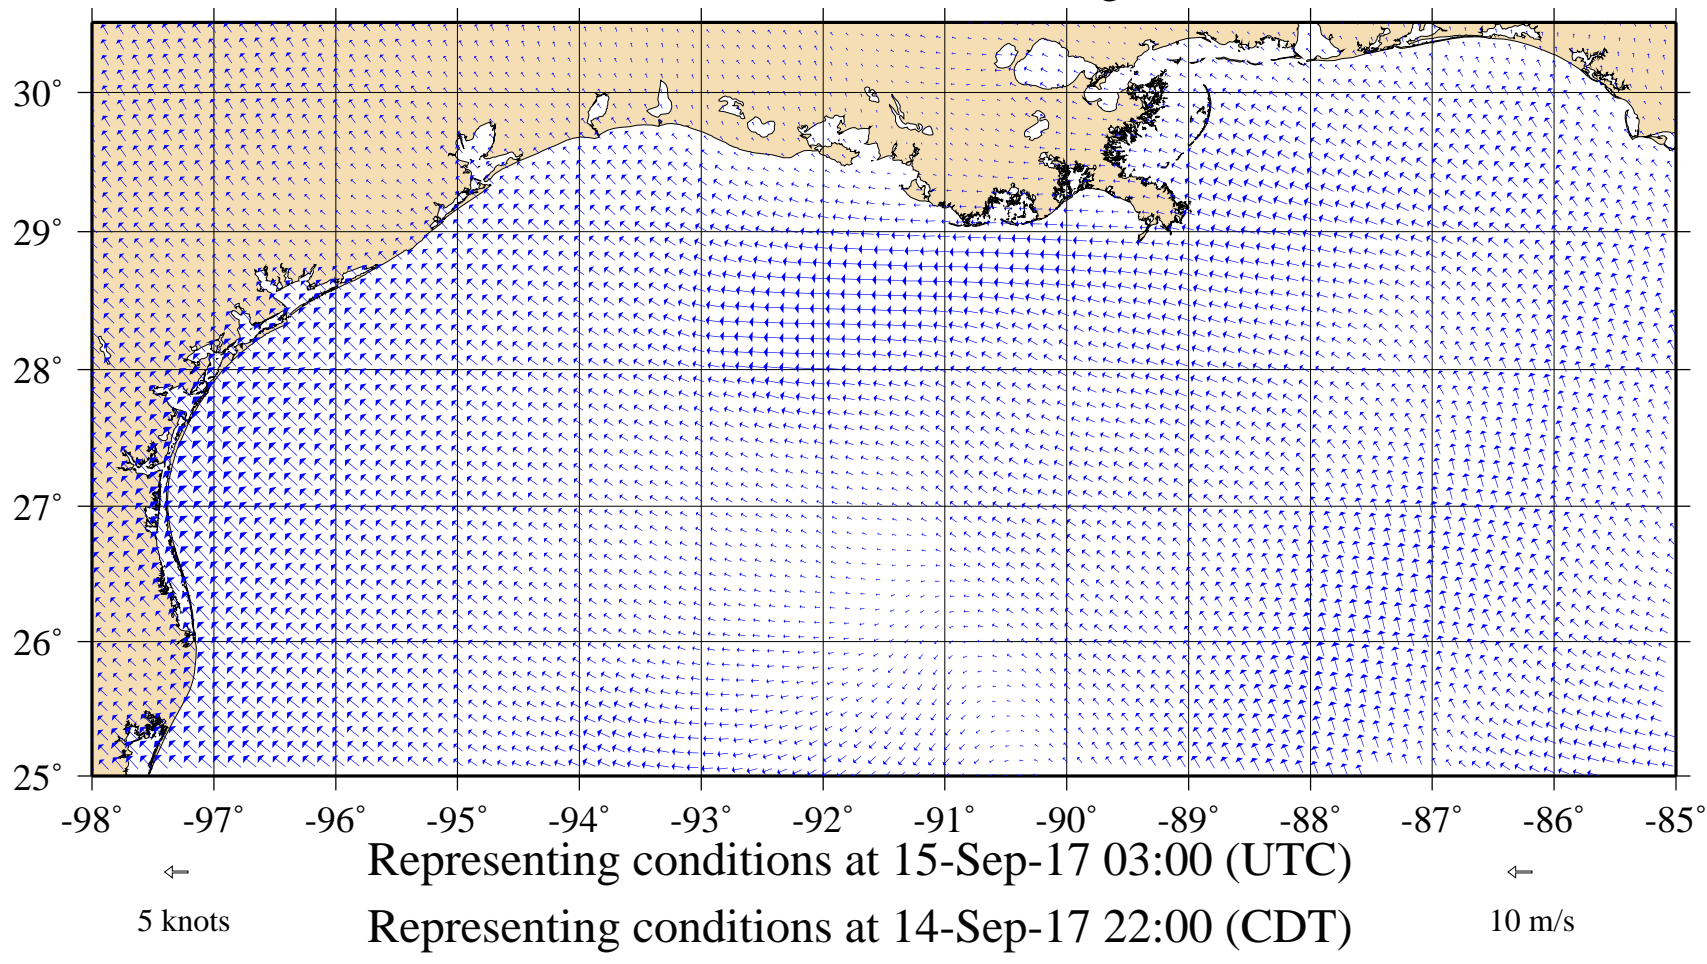 30°
29°
28°
27°
26°
25°
-98° -97° -96° -95° -94° -93° -92° -91° -90° -89° -88° -87° -86° -85°
Representing conditions at 15-Sep-17 03:00 (UTC)
5 knots
Representing conditions at 14-Sep-17 22:00 (CDT)
10 m/s